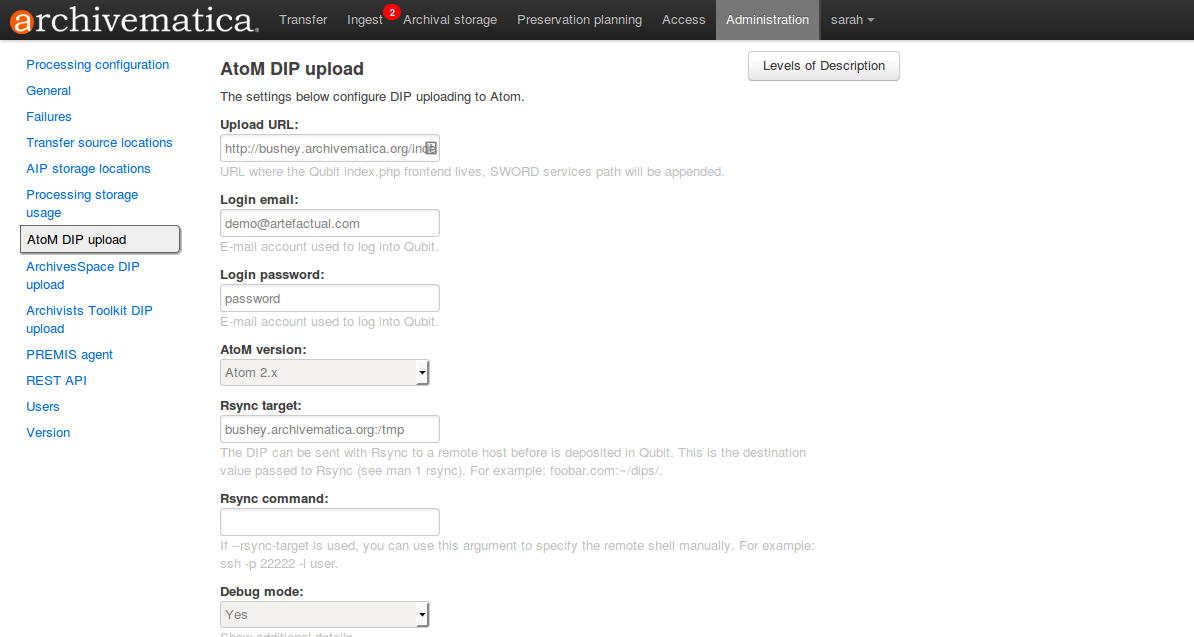 archivematica.
Transfer Ingest 2 Archival storage Preservation planning Access Administration sarah
Processing configuration
General
Failures
Transfer source locations
AIP storage locations
Processing storage
usage
AtoM DIP upload
ArchivesSpace DIP
upload
Archivists Toolkit DIP
upload
PREMIS agent
REST API
Users
Version
AtoM DIP upload
Levels of Description
The settings below configure DIP uploading to Atom.
Upload URL:
http://bushey.archivematica.org/inde
URL where the Qubit index.php frontend lives, SWORD services path will be appended.
Login email:
demo@artefactual.com
E-mail account used to log into Qubit.
Login password:
password
E-mail account used to log into Qubit.
AtoM version:
Atom 2.x
Rsync target:
bushey.archivematica.org:/tmp
The DIP can be sent with Rsync to a remote host before is deposited in Qubit. This is the destination
value passed to Rsync (see man 1 rsync). For example: foobar.com:~/dips/.
Rsync command:
If --rsync-target is used, you can use this argument to specify the remote shell manually. For example:
ssh -p 22222 -l user.
Debug mode:
Yes
Show additional details